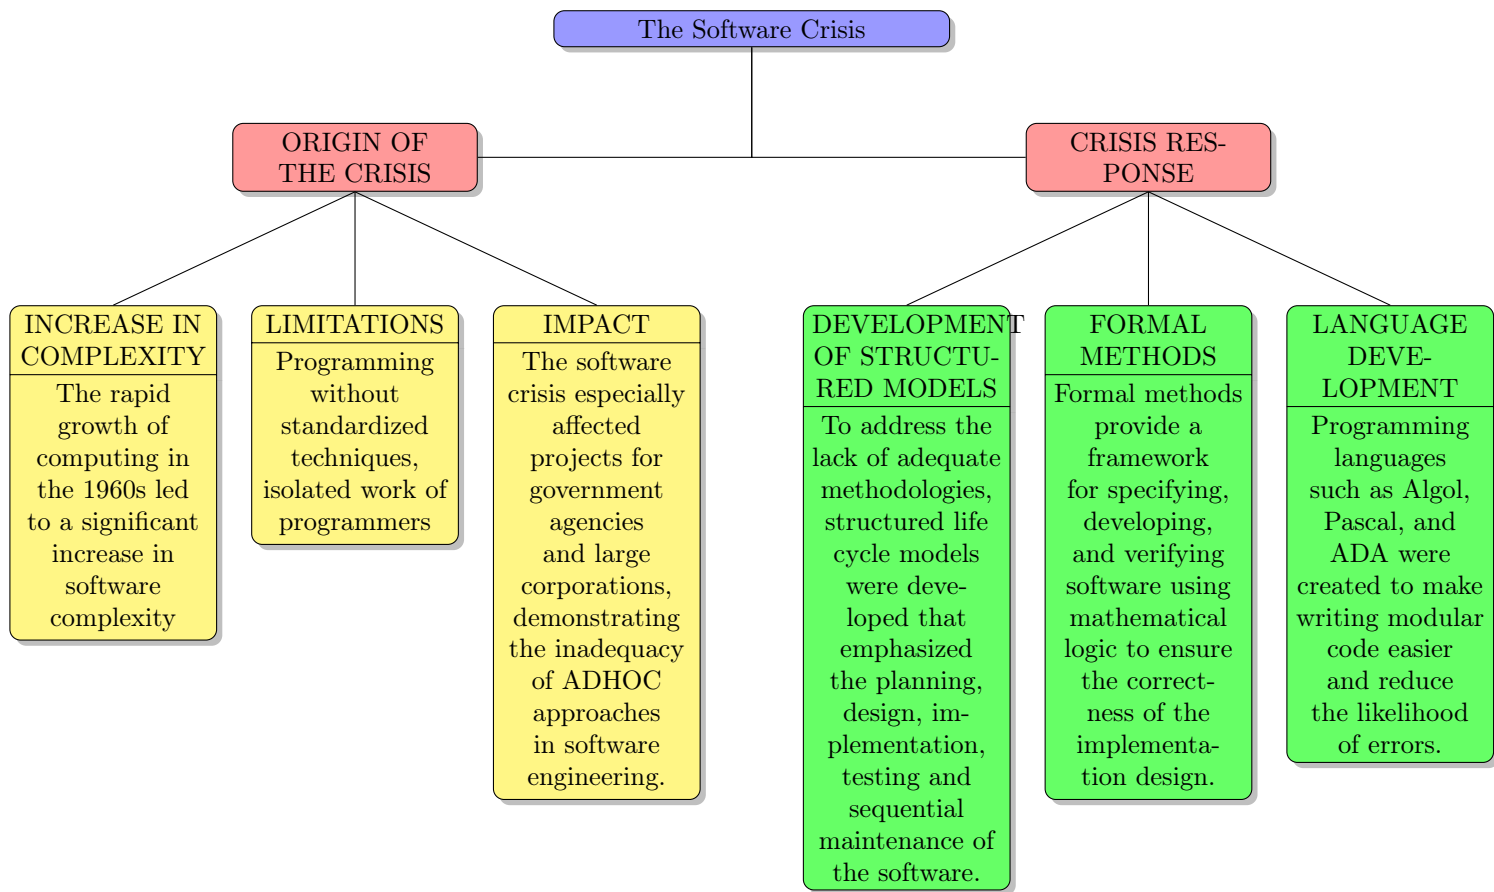 The Software Crisis
ORIGIN OF
THE CRISIS
CRISIS RES-
PONSE
INCREASE IN
COMPLEXITY
The rapid
growth of
computing in
the 1960s led
to a significant
increase in
software
complexity
LIMITATIONS
Programming
without
standardized
techniques,
isolated work of
programmers
IMPACT
The software
crisis especially
affected
projects for
government
agencies
and large
corporations,
demonstrating
the inadequacy
of ADHOC
approaches
in software
engineering.
DEVELOPMENT
OF STRUCTU-
RED MODELS
To address the
lack of adequate
methodologies,
structured life
cycle models
were deve-
loped that
emphasized
the planning,
design, im-
plementation,
testing and
sequential
maintenance of
the software.
FORMAL
METHODS
Formal methods
provide a
framework
for specifying,
developing,
and verifying
software using
mathematical
logic to ensure
the correct-
ness of the
implementa-
tion design.
LANGUAGE
DEVE-
LOPMENT
Programming
languages
such as Algol,
Pascal, and
ADA were
created to make
writing modular
code easier
and reduce
the likelihood
of errors.